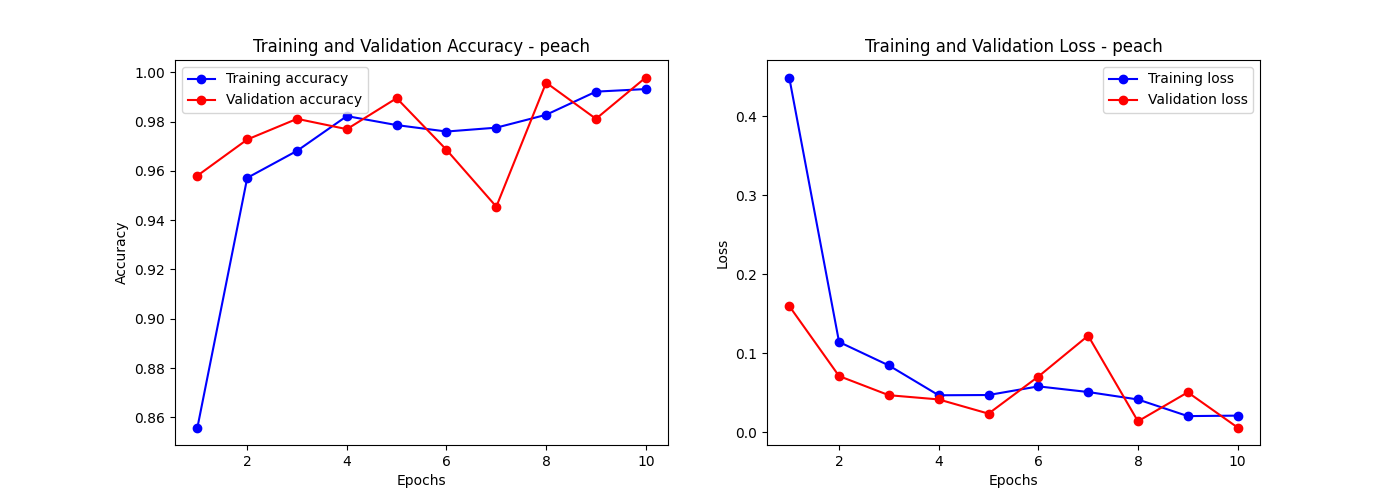 Training and Validation Accuracy - peach
Training accuracy
Validation accuracy
1.00
0.98
0.96
0.94
0.92
0.90
0.88
0.86
Accuracy
2 4 6 8 10
Epochs
Training and Validation Loss - peach
Training loss
Validation loss
0.4
0.3
0.2
0.1
0.0
Loss
2 4 6 8 10
Epochs